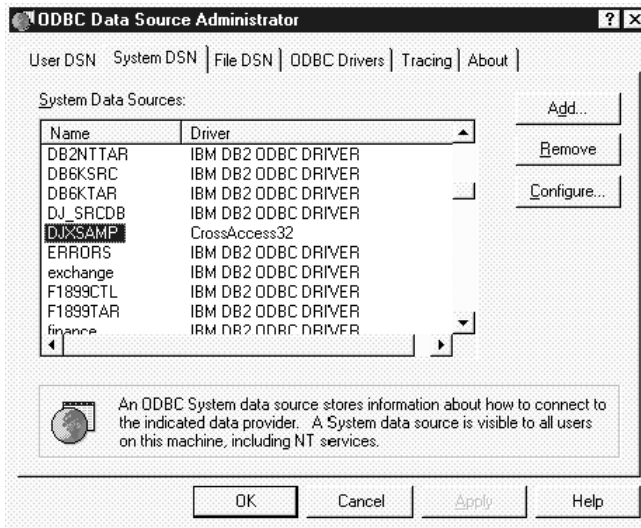 ODBC Data Source Administrator
User DSN System DSN File DSN ODBC Drivers Tracing About
System Data Sources:
Add...
Name Driver
DB2NTTAR IBM DB2 ODBC DRIVER
Remove
DB6KSRC IBM DB2 ODBC DRIVER
DB6KTAR IBM DB2 ODBC DRIVER
Configure...
DJ_SRCDB IBM DB2 ODBC DRIVER
DJXSAMP CrossAccess32
ERRORS IBM DB2 ODBC DRIVER
exchange IBM DB2 ODBC DRIVER
F1899CTL IBM DB2 ODBC DRIVER
F1899TAR IBM DB2 ODBC DRIVER
finance IBM DB2 ODBC DRIVER
An ODBC System data source stores information about how to connect to
the indicated data provider. A System data source is visible to all users
on this machine, including NT services.
OK Cancel Apply Help